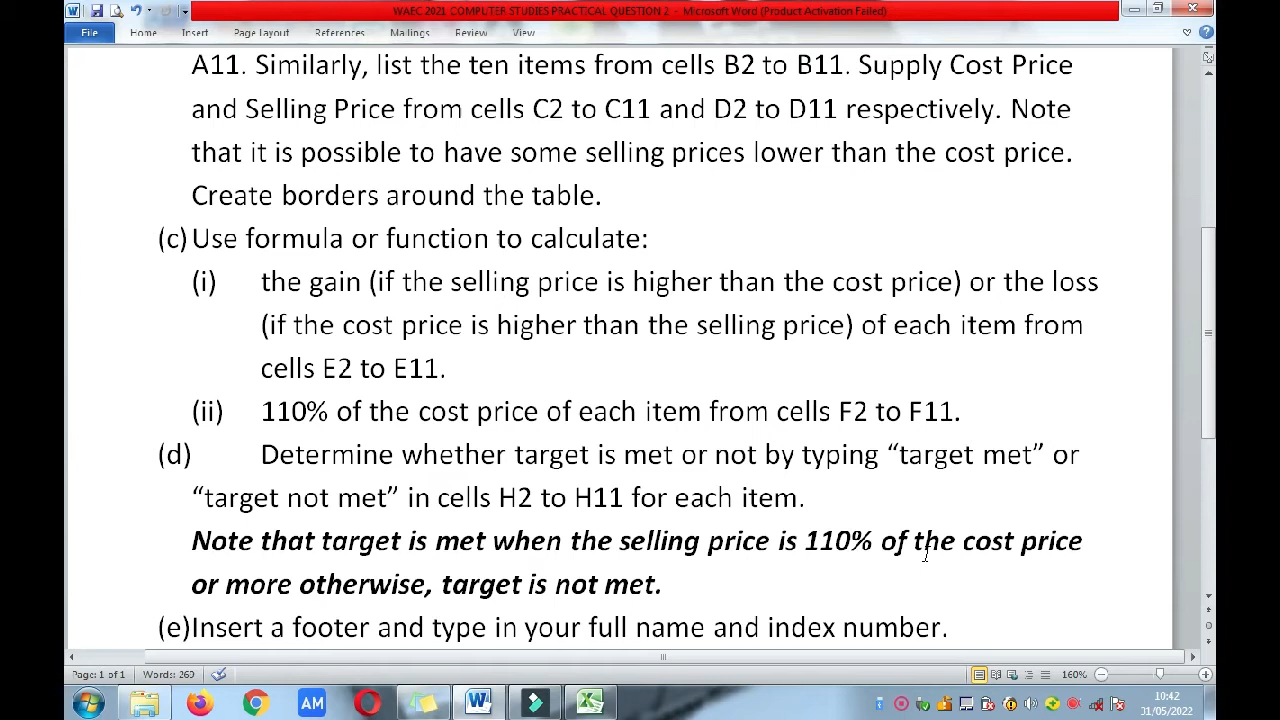 WAEC 2021 COMPUTER STUDIES PRACTICAL QUESTION 2 - Microsoft Word (Product Activation Failed)
File Home Insert Page Layout References Mailings Review View
A11. Similarly, list the ten items from cells B2 to B11. Supply Cost Price
and Selling Price from cells C2 to C11 and D2 to D11 respectively. Note
that it is possible to have some selling prices lower than the cost price.
Create borders around the table.
(c) Use formula or function to calculate:
(i) the gain (if the selling price is higher than the cost price) or the loss
(if the cost price is higher than the selling price) of each item from
cells E2 to E11.
(ii) 110% of the cost price of each item from cells F2 to F11.
(d) Determine whether target is met or not by typing “target met” or
“target not met” in cells H2 to H11 for each item.
Note that target is met when the selling price is 110% of the cost price
or more otherwise, target is not met.
(e)Insert a footer and type in your full name and index number.
Page: 1 of 1 Words: 260 160%
AM
10:42
31/05/2022